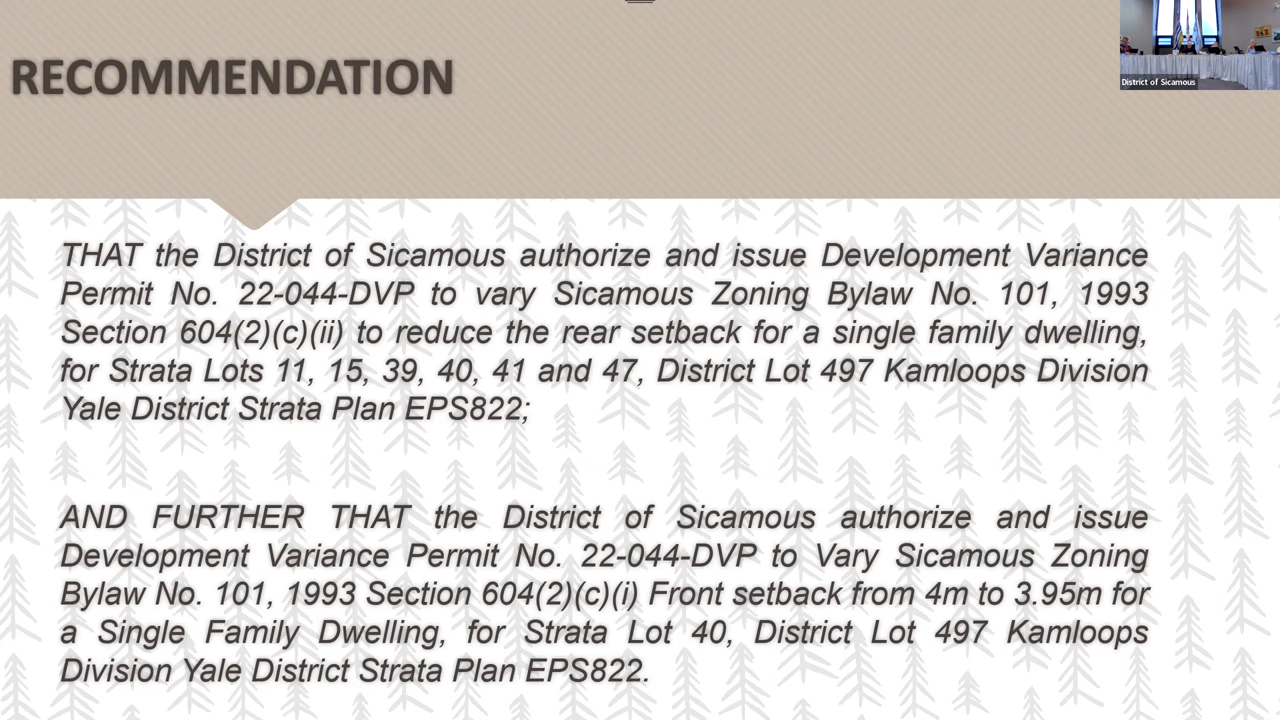 RECOMMENDATION
District of Sicamous
THAT the District of Sicamous authorize and issue Development Variance
Permit No. 22-044-DVP to vary Sicamous Zoning Bylaw No. 101, 1993
Section 604(2)(c)(ii) to reduce the rear setback for a single family dwelling,
for Strata Lots 11, 15, 39, 40, 41 and 47, District Lot 497 Kamloops Division
Yale District Strata Plan EPS822;
AND FURTHER THAT the District of Sicamous authorize and issue
Development Variance Permit No. 22-044-DVP to Vary Sicamous Zoning
Bylaw No. 101, 1993 Section 604(2)(c)(i) Front setback from 4m to 3.95m for
a Single Family Dwelling, for Strata Lot 40, District Lot 497 Kamloops
Division Yale District Strata Plan EPS822.